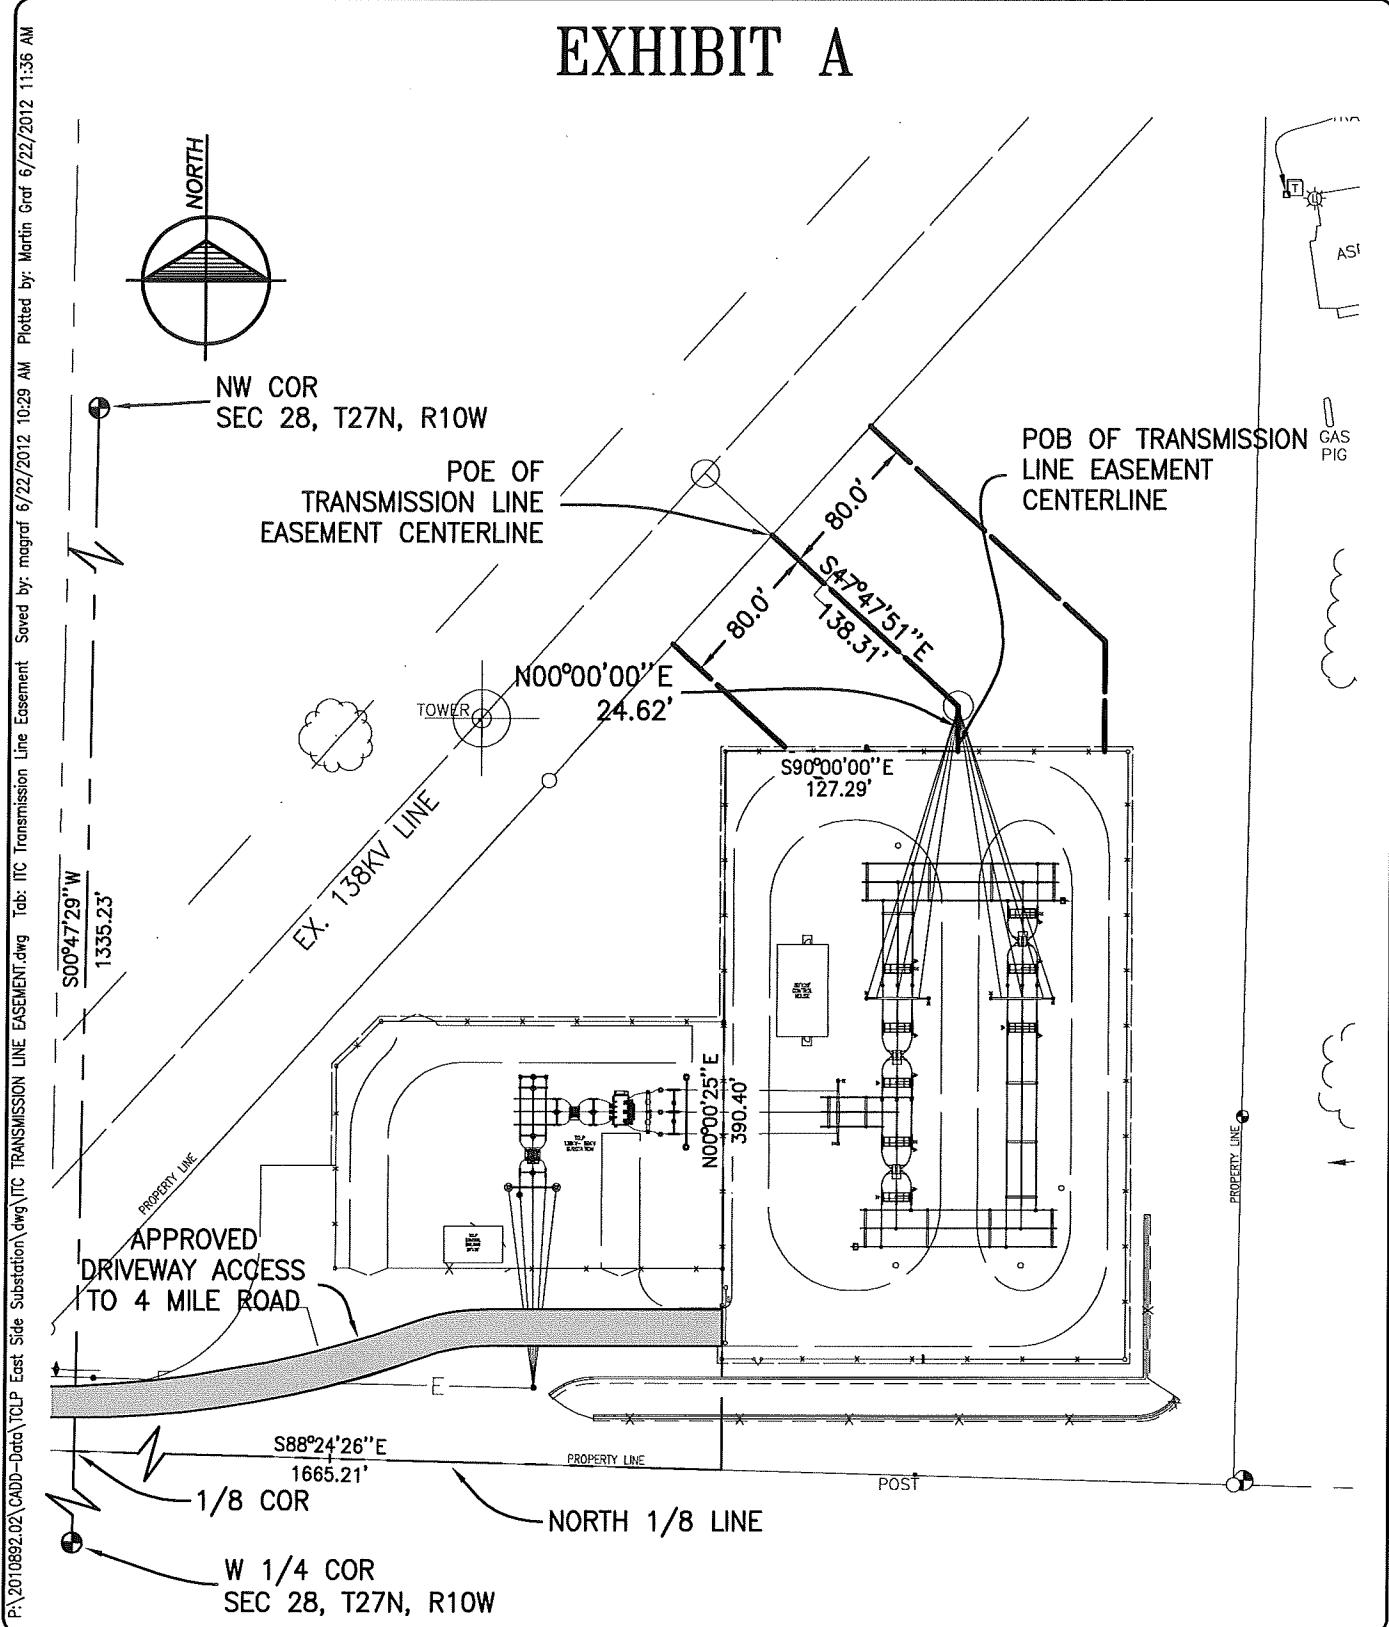 EXHIBIT A
P:\2010892.02\CADD-Data\TCLP East Side Substation\dwg\ITC TRANSMISSION LINE EASEMENT.dwg Tab: ITC Transmission Line Easement Saved by: magraf 6/22/2012 10:29 AM Plotted by: Martin Graf 6/22/2012 11:36 AM
NORTH
T
NW COR
SEC 28, T27N, R10W
POE OF
TRANSMISSION LINE
EASEMENT CENTERLINE
POB OF TRANSMISSION
LINE EASEMENT
CENTERLINE
GAS
PIG
80.0'
80.0'
S47°47'51"E
138.31'
N00°00'00"E
24.62'
TOWER
S90°00'00"E
127.29'
EX. 138KV LINE
S00°47'29"W
1335.23'
N00°00'25"E
390.40'
PROPERTY LINE
PROPERTY LINE
APPROVED
DRIVEWAY ACCESS
TO 4 MILE ROAD
E
S88°24'26"E
1665.21'
PROPERTY LINE
POST
1/8 COR
NORTH 1/8 LINE
W 1/4 COR
SEC 28, T27N, R10W